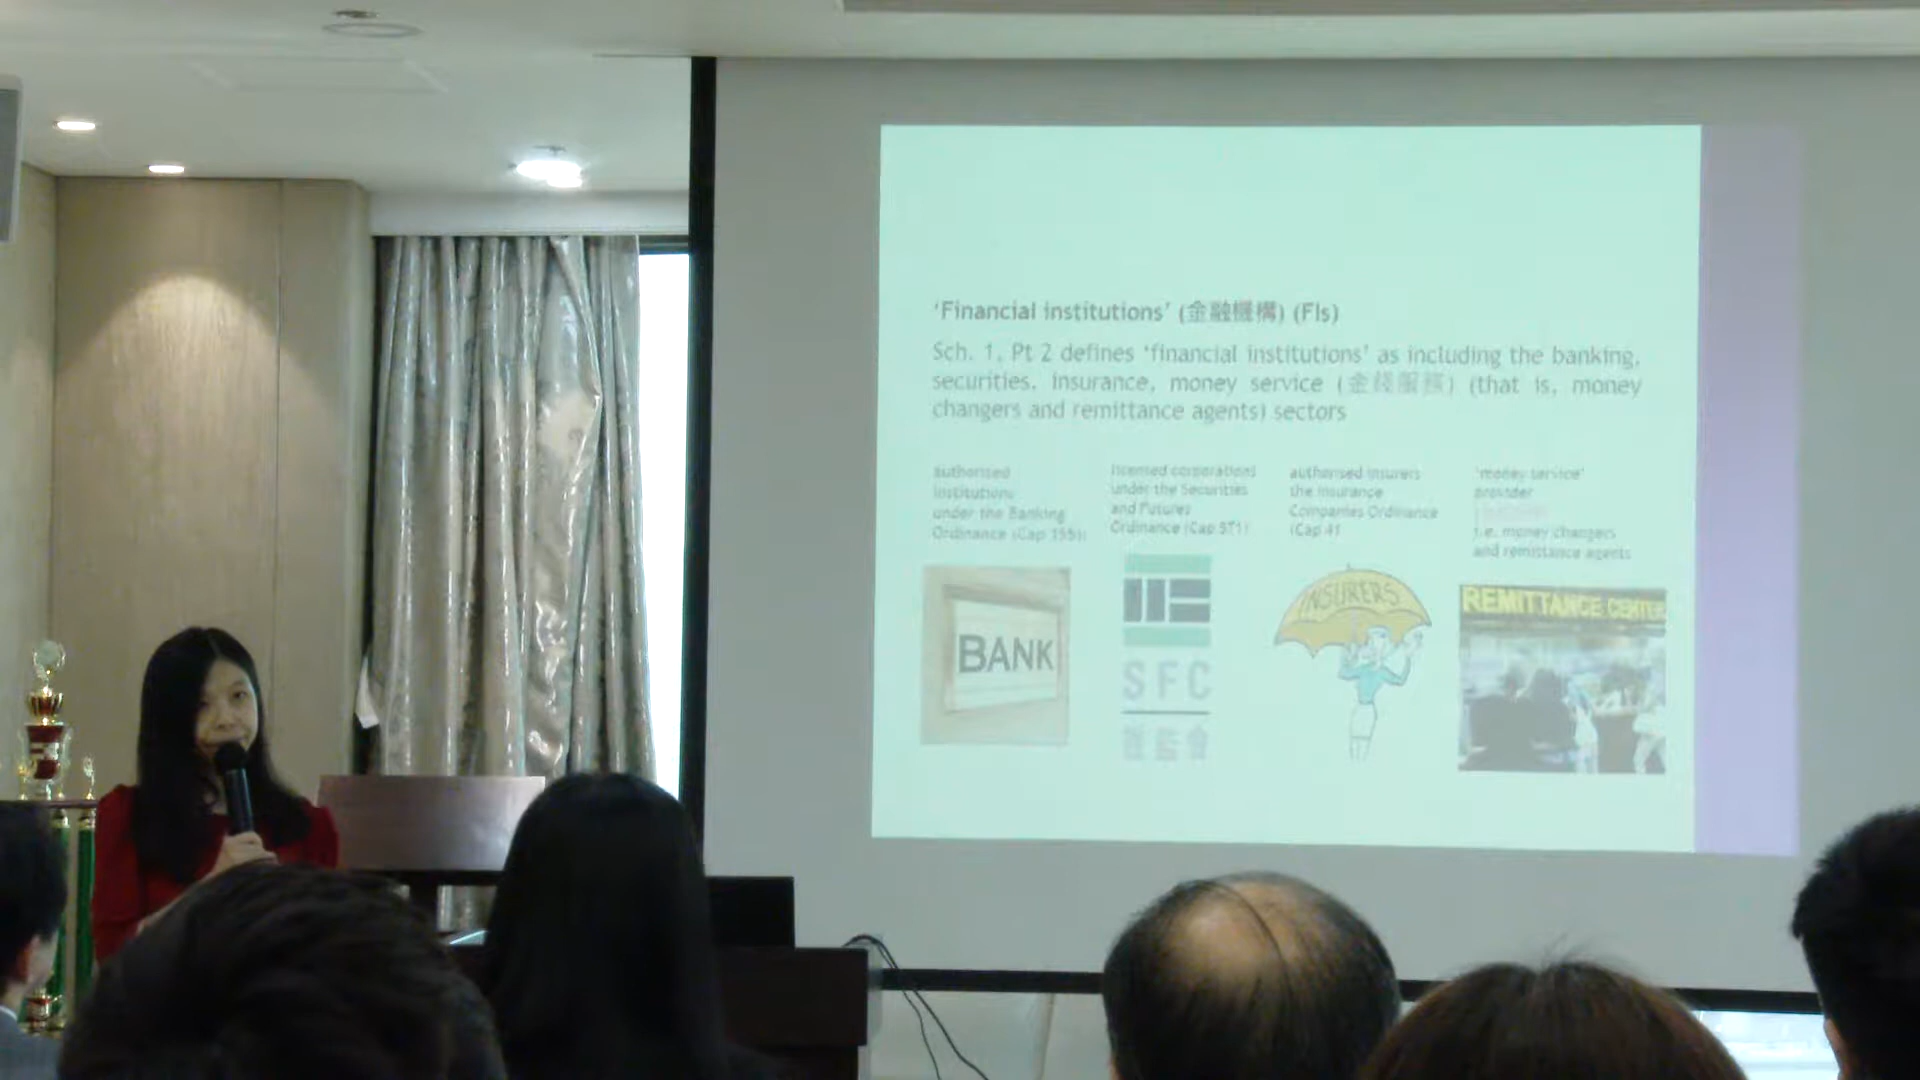 ‘Financial institutions’ (金融機構) (FIs)
Sch. 1, Pt 2 defines ‘financial institutions’ as including the banking,
securities, insurance, money service (金錢服務) (that is, money
changers and remittance agents) sectors
authorised
institutions
under the Banking
Ordinance (Cap 155);
licensed corporations
under the Securities
and Futures
Ordinance (Cap 571)
authorised insurers
the Insurance
Companies Ordinance
(Cap 41
‘money service’
provider
i.e. money changers
and remittance agents
BANK
SFC
證監會
INSURERS
REMITTANCE CENTER